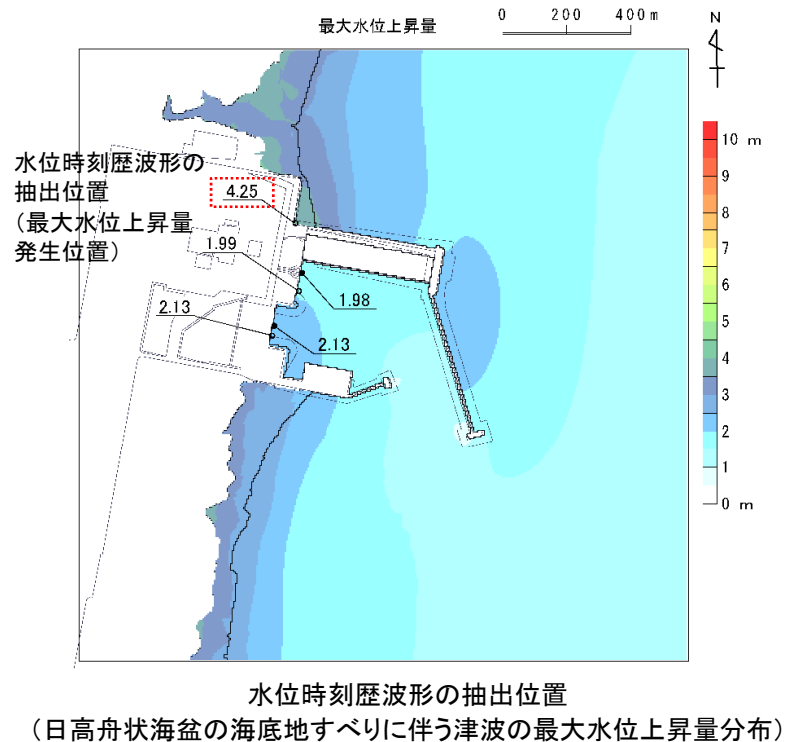 最大水位上昇量
0 200 400m
N
水位時刻歴波形の
抽出位置
（最大水位上昇量
発生位置）
4.25
1.99
1.98
2.13
2.13
10 m
9
8
7
6
5
4
3
2
1
0 m
水位時刻歴波形の抽出位置
（日高舟状海盆の海底地すべりに伴う津波の最大水位上昇量分布）